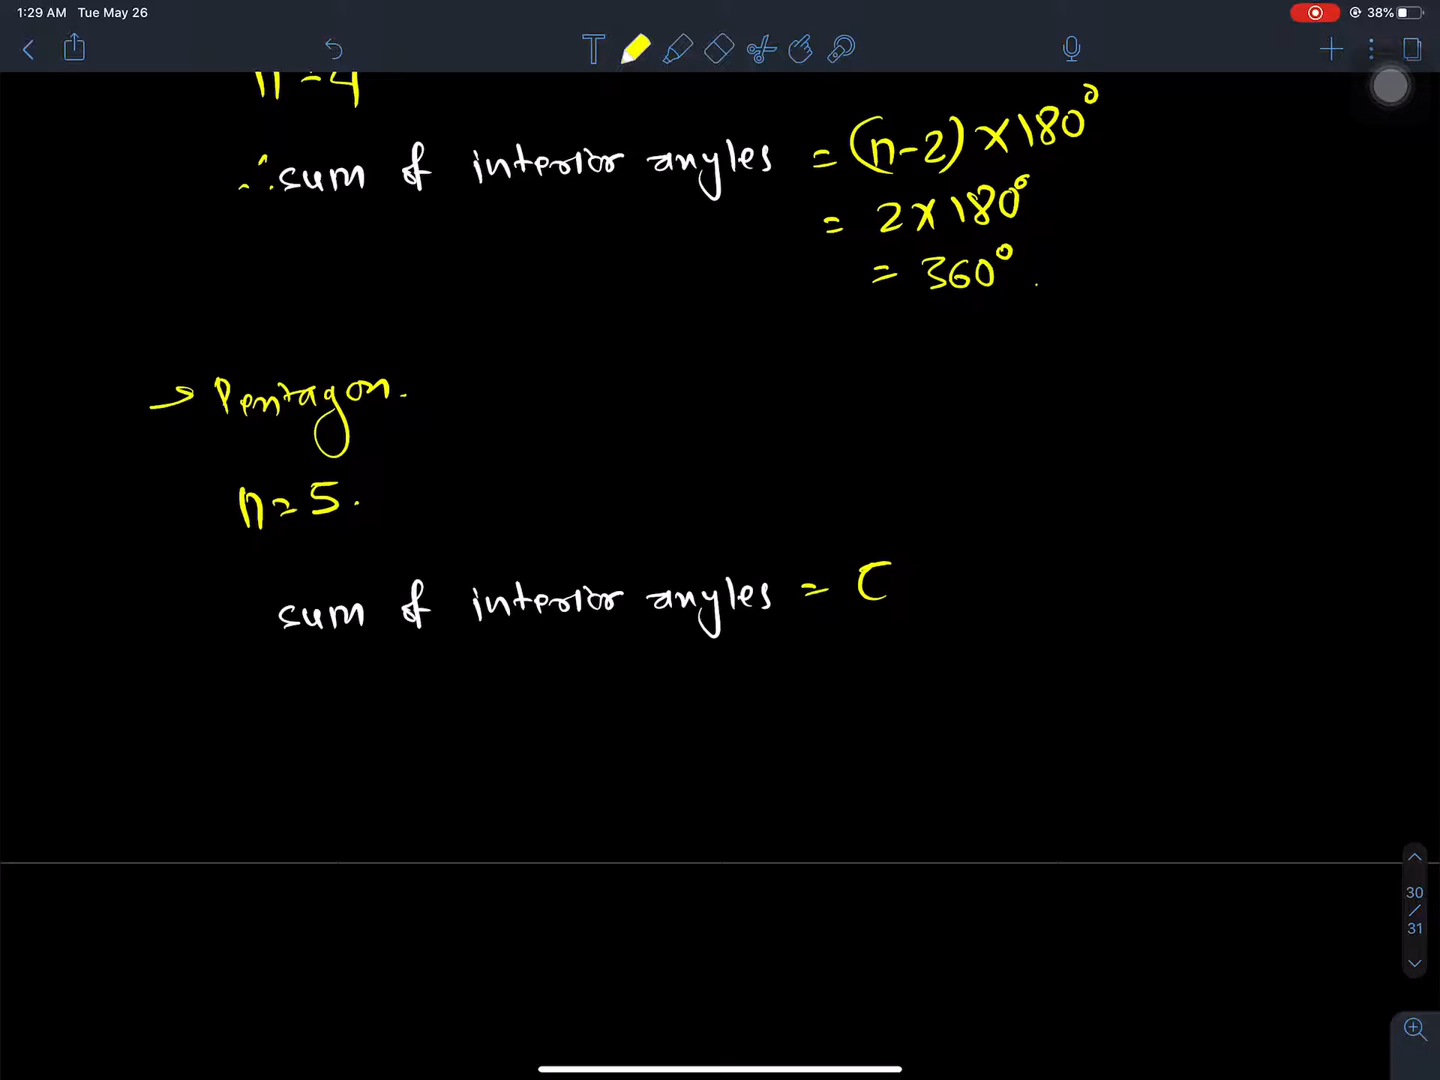 1:29 AM Tue May 26
38%
n = 4
∴ sum of interior angles = (n-2) × 180°
= 2 × 180°
= 360° .
→ Pentagon.
n = 5 .
sum of interior angles = (
30
/
31